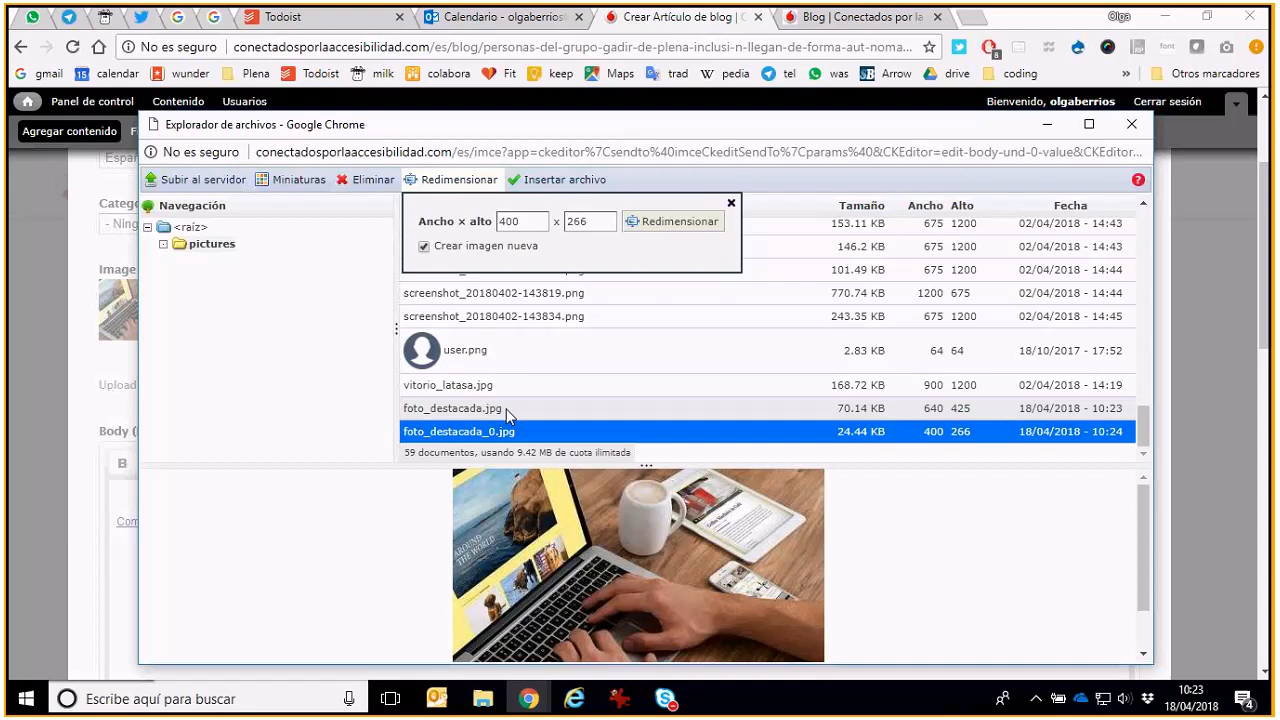 Todoist
Calendario - olgaberrios
Crear Artículo de blog | C
Blog | Conectados por la
Olga
No es seguro
conectadosporlaaccesibilidad.com/es/blog/personas-del-grupo-gadir-de-plena-inclusi-n-llegan-de-forma-aut-noma...
gmail calendar wunder Plena Todoist milk colabora Fit keep Maps trad pedia tel was Arrow drive coding » Otros marcadores
Panel de control Contenido Usuarios Bienvenido, olgaberrios Cerrar sesión
Agregar contenido
Explorador de archivos - Google Chrome
No es seguro conectadosporlaaccesibilidad.com/es/imce?app=ckeditor%7Csendto%40imceCkeditSendTo%7Cparams%40&CKEditor=edit-body-und-0-value&CKEditor...
Españ
Subir al servidor Miniaturas Eliminar Redimensionar Insertar archivo
Catego
- Ning
Navegación
<raíz>
pictures
Ancho × alto 400 x 266 Redimensionar
Crear imagen nueva
Tamaño Ancho Alto Fecha
153.11 KB 675 1200 02/04/2018 - 14:43
146.2 KB 675 1200 02/04/2018 - 14:43
101.49 KB 675 1200 02/04/2018 - 14:44
screenshot_20180402-143819.png 770.74 KB 1200 675 02/04/2018 - 14:44
screenshot_20180402-143834.png 243.35 KB 675 1200 02/04/2018 - 14:45
user.png 2.83 KB 64 64 18/10/2017 - 17:52
vitorio_latasa.jpg 168.72 KB 900 1200 02/04/2018 - 14:19
foto_destacada.jpg 70.14 KB 640 425 18/04/2018 - 10:23
foto_destacada_0.jpg 24.44 KB 400 266 18/04/2018 - 10:24
59 documentos, usando 9.42 MB de cuota ilimitada
Image
Upload
Body (
B
Com
AROUND
THE WORLD
Escribe aquí para buscar
10:23
18/04/2018
4